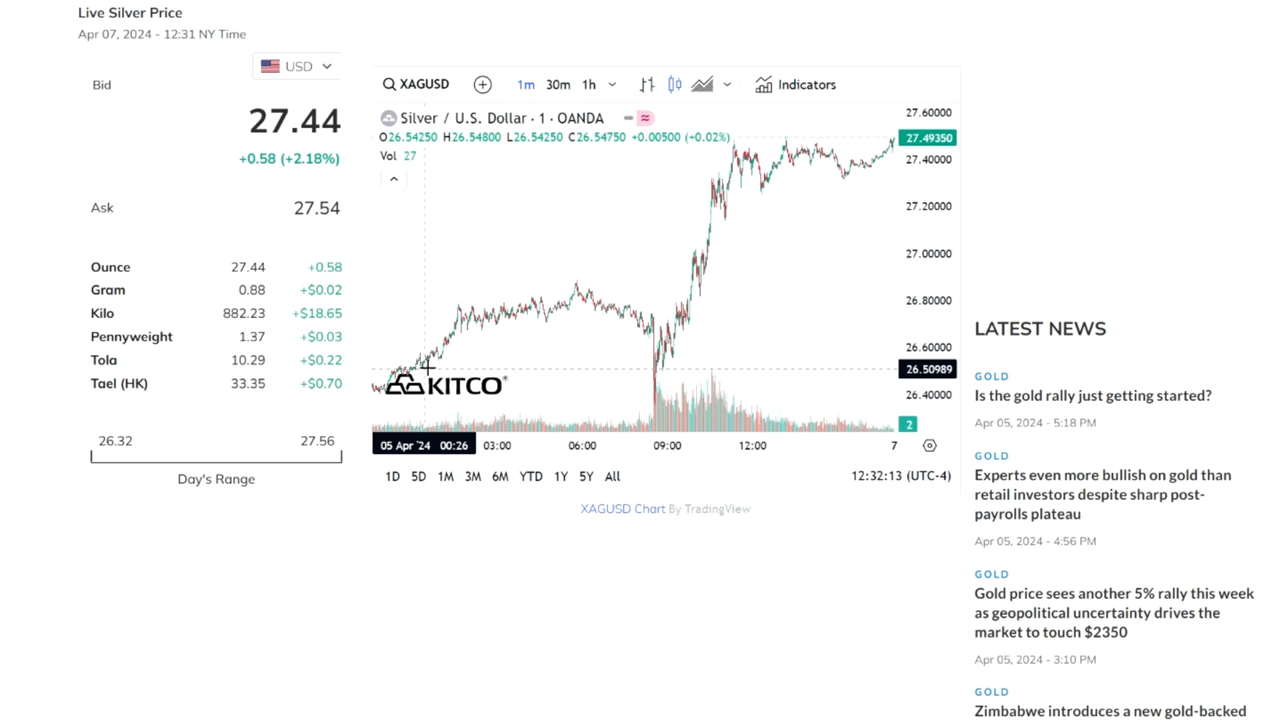 Live Silver Price
Apr 07, 2024 - 12:31 NY Time
USD
Bid
27.44
+0.58 (+2.18%)
Ask 27.54
Ounce 27.44 +0.58
Gram 0.88 +$0.02
Kilo 882.23 +$18.65
Pennyweight 1.37 +$0.03
Tola 10.29 +$0.22
Tael (HK) 33.35 +$0.70
26.32 27.56
Day's Range
XAGUSD 1m 30m 1h Indicators
Silver / U.S. Dollar · 1 · OANDA
O26.54250 H26.54800 L26.54250 C26.54750 +0.00500 (+0.02%)
Vol 27
27.60000
27.49350
27.40000
27.20000
27.00000
26.80000
26.60000
26.50989
26.40000
2
KITCO®
05 Apr '24 00:26 03:00 06:00 09:00 12:00 7
1D 5D 1M 3M 6M YTD 1Y 5Y All 12:32:13 (UTC-4)
XAGUSD Chart By TradingView
LATEST NEWS
GOLD
Is the gold rally just getting started?
Apr 05, 2024 - 5:18 PM
GOLD
Experts even more bullish on gold than
retail investors despite sharp post-
payrolls plateau
Apr 05, 2024 - 4:56 PM
GOLD
Gold price sees another 5% rally this week
as geopolitical uncertainty drives the
market to touch $2350
Apr 05, 2024 - 3:10 PM
GOLD
Zimbabwe introduces a new gold-backed